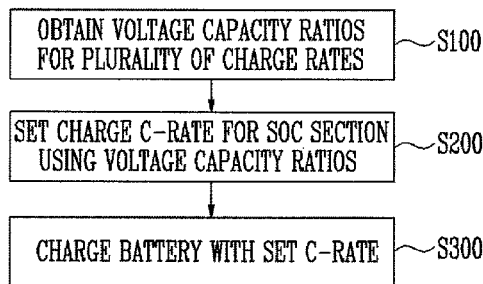 OBTAIN VOLTAGE CAPACITY RATIOS
FOR PLURALITY OF CHARGE RATES
S100
SET CHARGE C-RATE FOR SOC SECTION
USING VOLTAGE CAPACITY RATIOS
S200
CHARGE BATTERY WITH SET C-RATE
S300